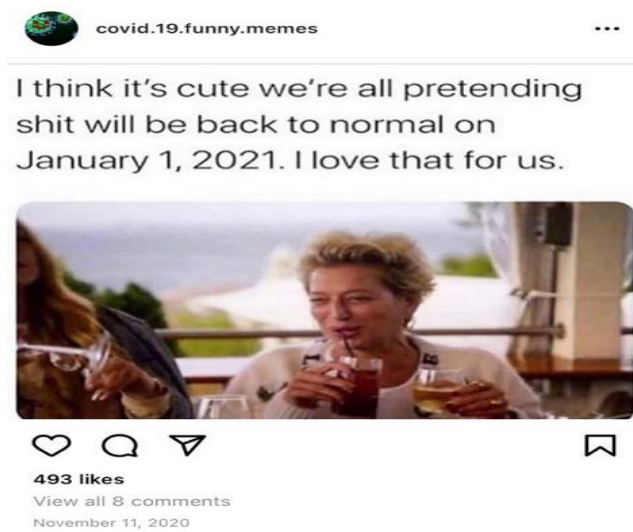 covid.19.funny.memes
I think it's cute we're all pretending
shit will be back to normal on
January 1, 2021. I love that for us.
493 likes
View all 8 comments
November 11, 2020